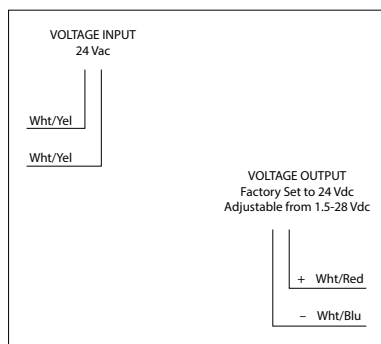 VOLTAGE INPUT
24 Vac
Wht/Yel
Wht/Yel
VOLTAGE OUTPUT
Factory Set to 24 Vdc
Adjustable from 1.5-28 Vdc
+ Wht/Red
– Wht/Blu